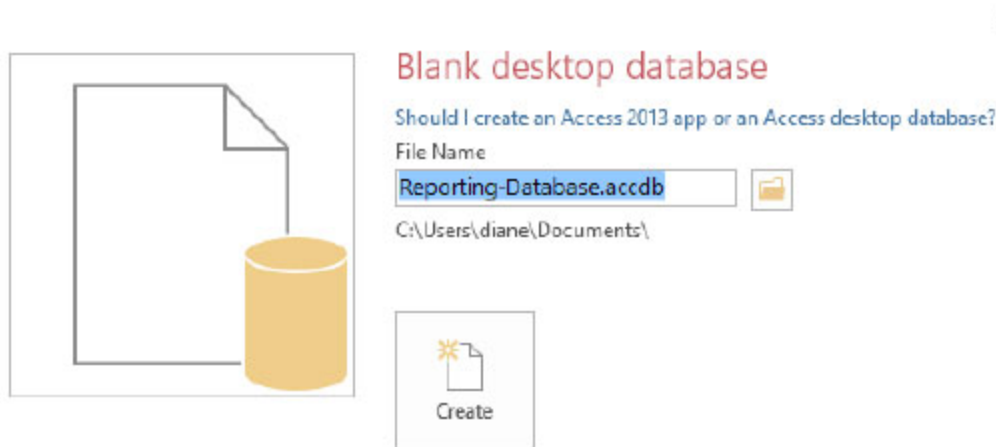 Blank desktop database
Should I create an Access 2013 app or an Access desktop database?
File Name
Reporting-Database.accdb
C:\Users\diane\Documents\
Create